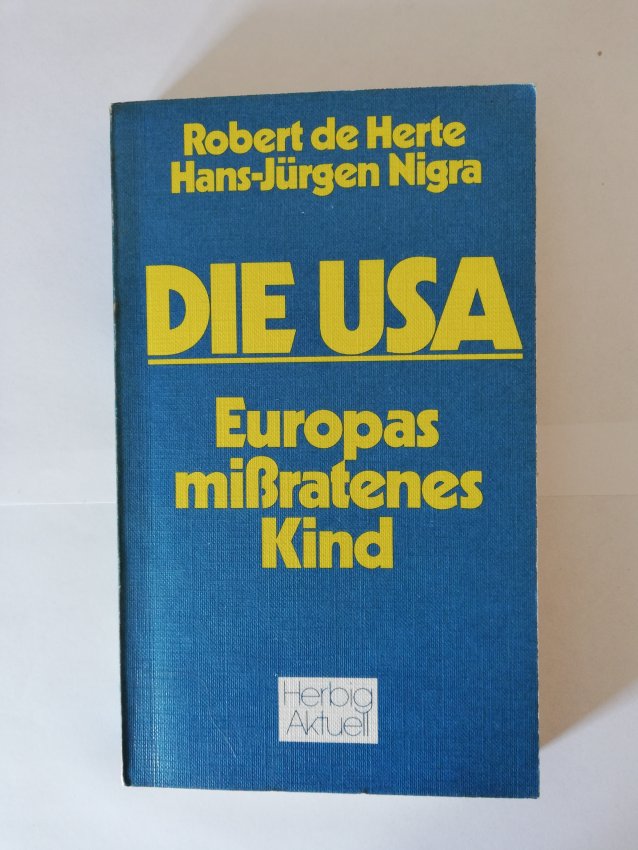 Robert de Herte
Hans-Jürgen Nigra
DIE USA
Europas
mißratenes
Kind
Herbig
Aktuell